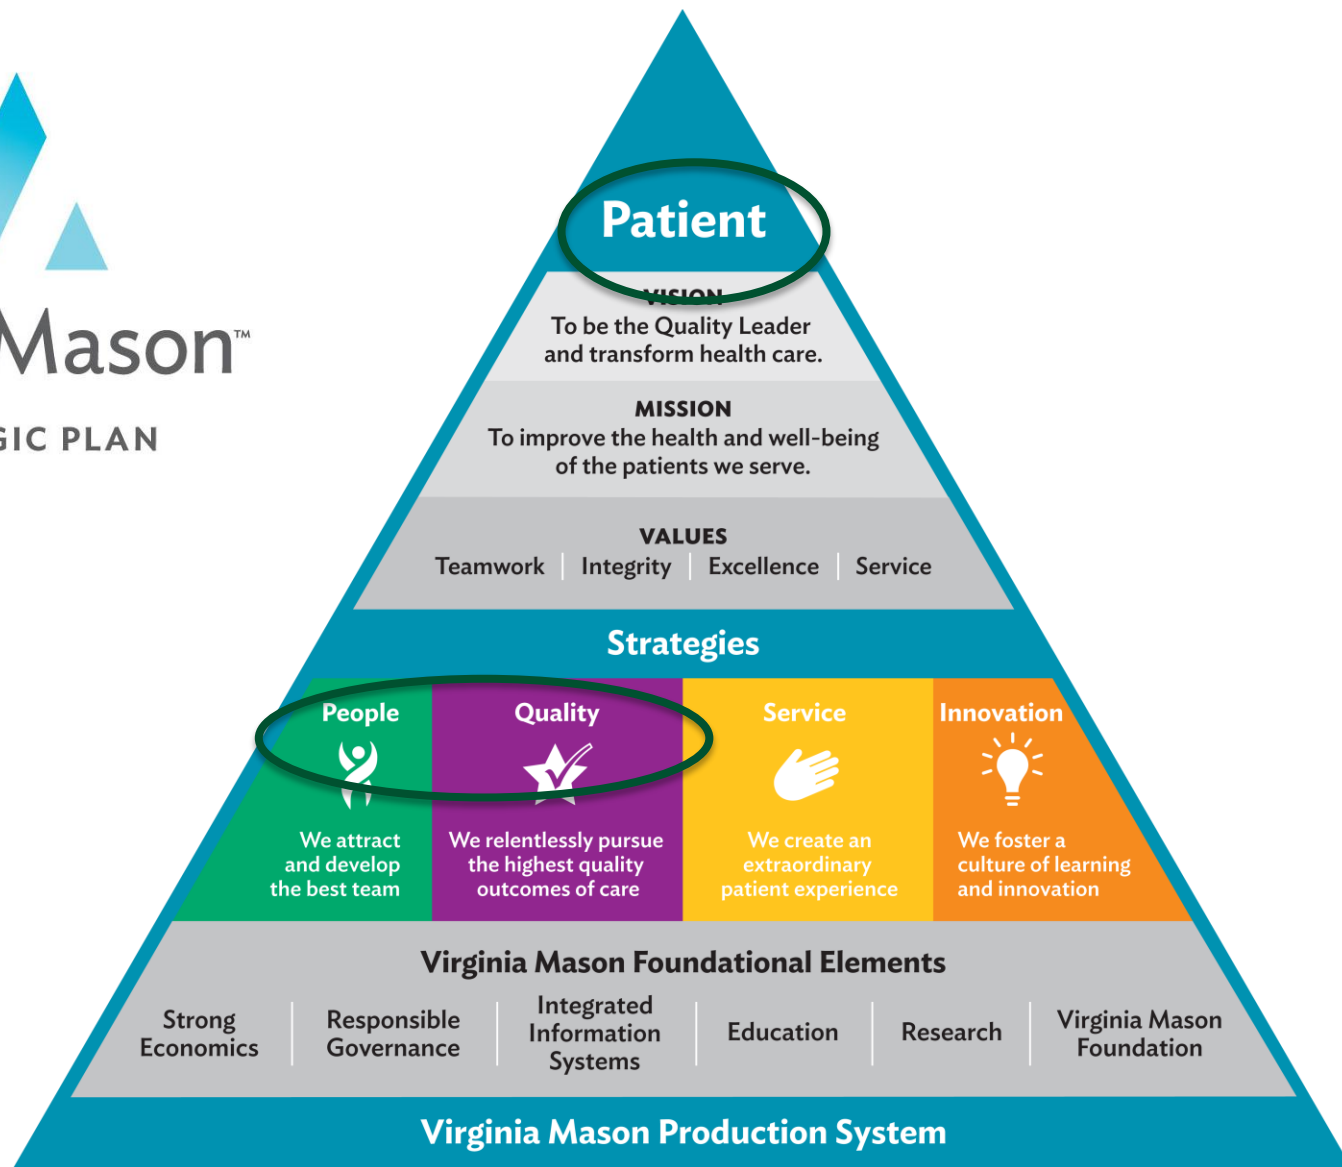 Mason™
GIC PLAN
Patient
VISION
To be the Quality Leader
and transform health care.
MISSION
To improve the health and well-being
of the patients we serve.
VALUES
Teamwork Integrity Excellence Service
Strategies
People
We attract
and develop
the best team
Quality
We relentlessly pursue
the highest quality
outcomes of care
Service
We create an
extraordinary
patient experience
Innovation
We foster a
culture of learning
and innovation
Virginia Mason Foundational Elements
Strong
Economics
Responsible
Governance
Integrated
Information
Systems
Education
Research
Virginia Mason
Foundation
Virginia Mason Production System